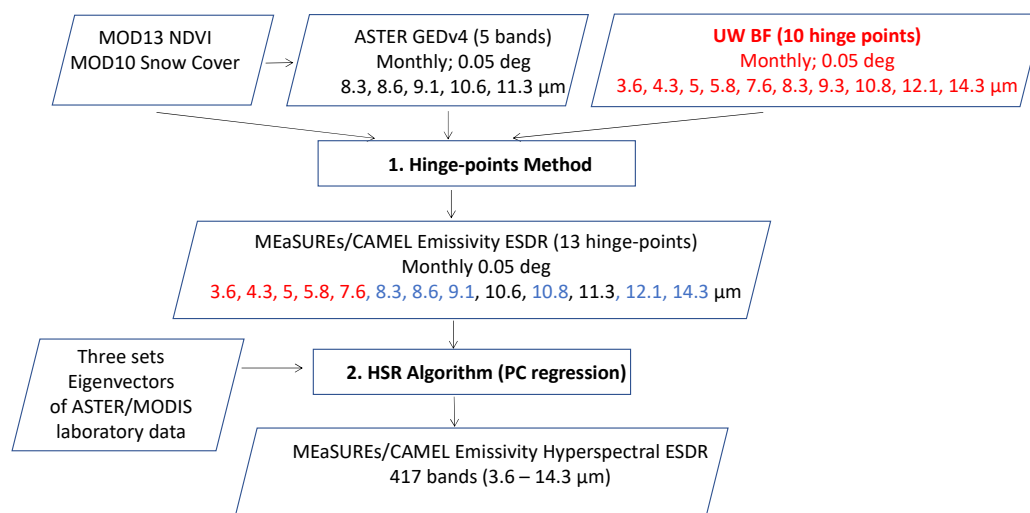 MOD13 NDVI
MOD10 Snow Cover
ASTER GEDv4 (5 bands)
Monthly; 0.05 deg
8.3, 8.6, 9.1, 10.6, 11.3 µm
UW BF (10 hinge points)
Monthly; 0.05 deg
3.6, 4.3, 5, 5.8, 7.6, 8.3, 9.3, 10.8, 12.1, 14.3 µm
1. Hinge-points Method
MEaSUREs/CAMEL Emissivity ESDR (13 hinge-points)
Monthly 0.05 deg
3.6, 4.3, 5, 5.8, 7.6, 8.3, 8.6, 9.1, 10.6, 10.8, 11.3, 12.1, 14.3 µm
Three sets
Eigenvectors
of ASTER/MODIS
laboratory data
2. HSR Algorithm (PC regression)
MEaSUREs/CAMEL Emissivity Hyperspectral ESDR
417 bands (3.6 – 14.3 µm)